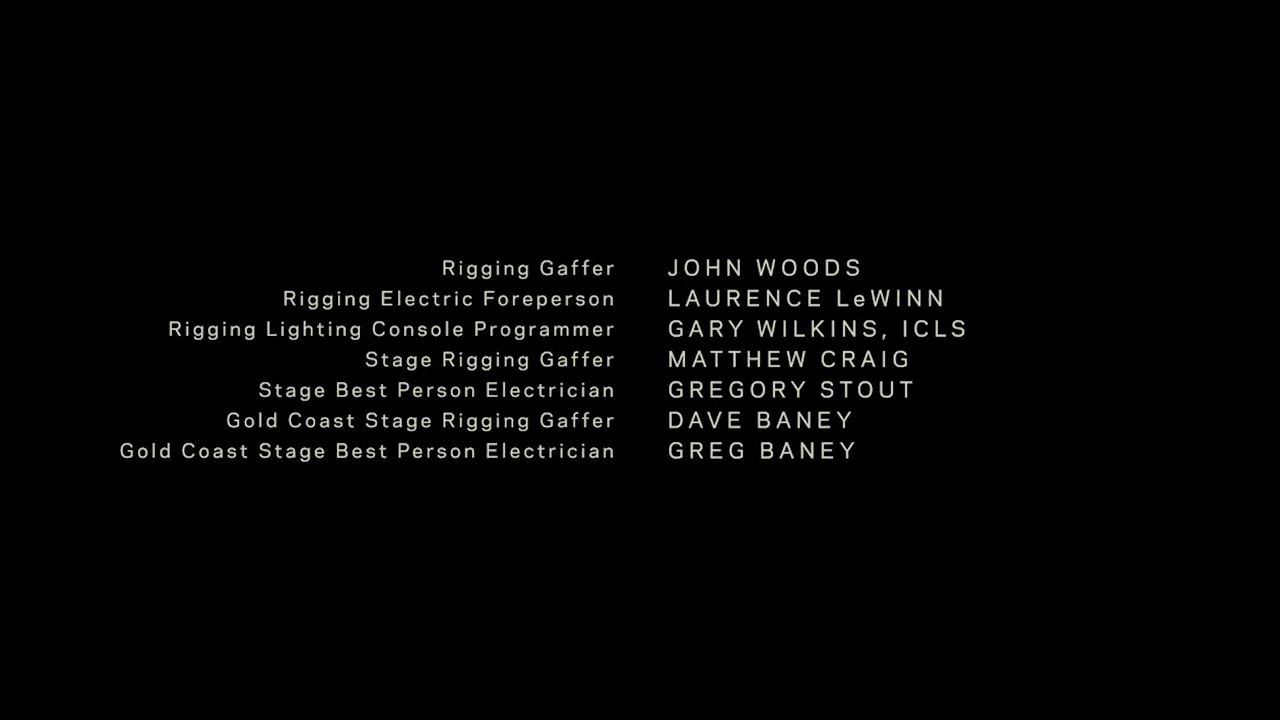 Rigging Gaffer JOHN WOODS
Rigging Electric Foreperson LAURENCE LeWINN
Rigging Lighting Console Programmer GARY WILKINS, ICLS
Stage Rigging Gaffer MATTHEW CRAIG
Stage Best Person Electrician GREGORY STOUT
Gold Coast Stage Rigging Gaffer DAVE BANEY
Gold Coast Stage Best Person Electrician GREG BANEY